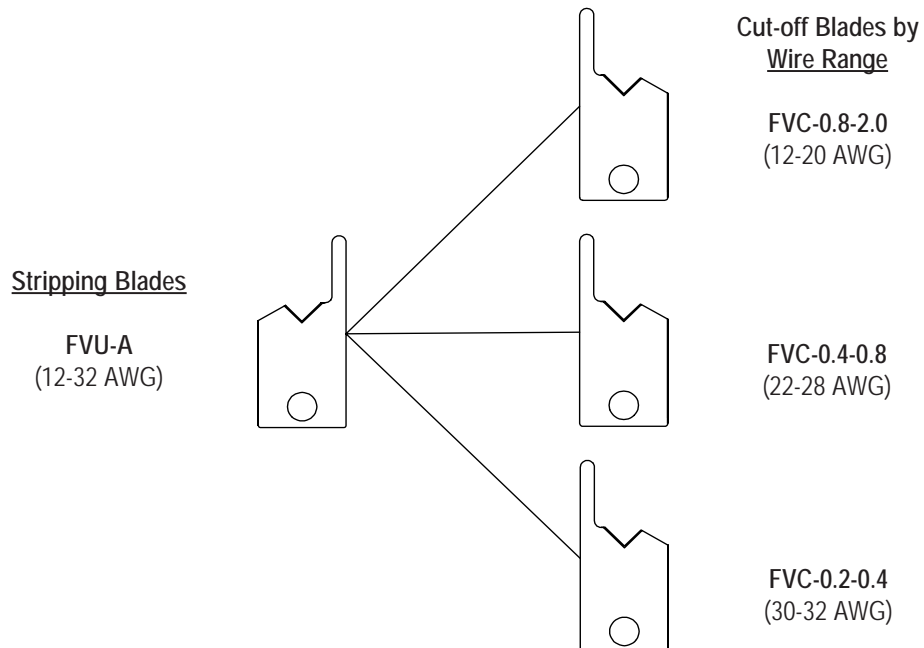 Cut-off Blades by
Wire Range
FVC-0.8-2.0
(12-20 AWG)
Stripping Blades
FVU-A
(12-32 AWG)
FVC-0.4-0.8
(22-28 AWG)
FVC-0.2-0.4
(30-32 AWG)